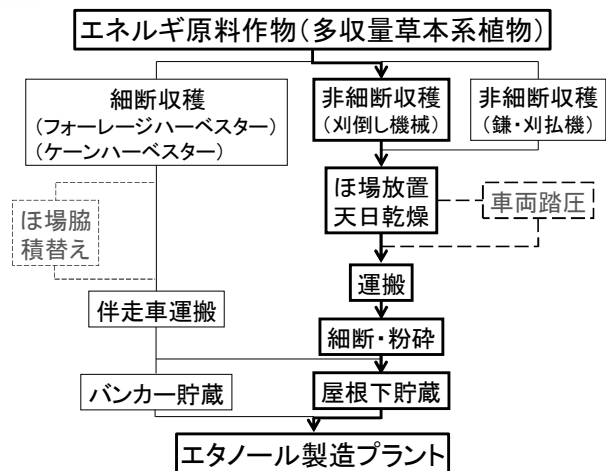 エネルギ原料作物(多収量草本系植物)
細断収穫
(フォーレージハーベスター)
(ケーンハーベスター)
非細断収穫
(刈倒し機械)
非細断収穫
(鎌・刈払機)
ほ場脇
積替え
ほ場放置
天日乾燥
車両踏圧
運搬
伴走車運搬
細断・粉砕
バンカー貯蔵
屋根下貯蔵
エタノール製造プラント